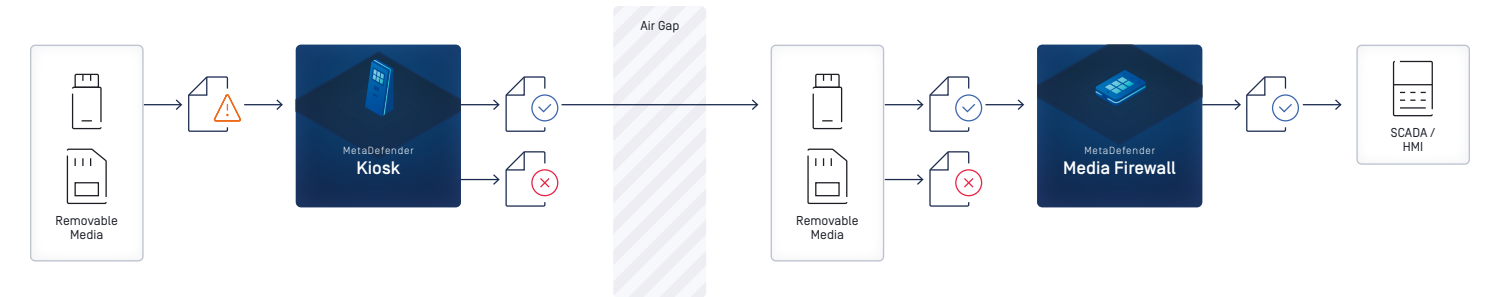 Air Gap
Removable
Media
MetaDefender
Kiosk
Removable
Media
MetaDefender
Media Firewall
SCADA /
HMI